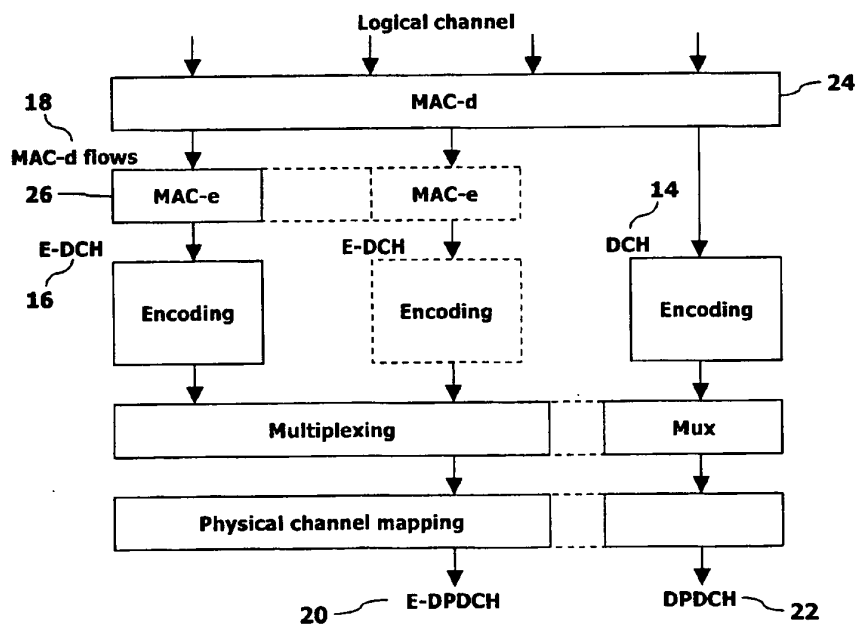 Logical channel
MAC-d
24
18
MAC-d flows
26
MAC-e
MAC-e
14
E-DCH
E-DCH
DCH
16
Encoding
Encoding
Encoding
Multiplexing
Mux
Physical channel mapping
20
E-DPDCH
DPDCH
22